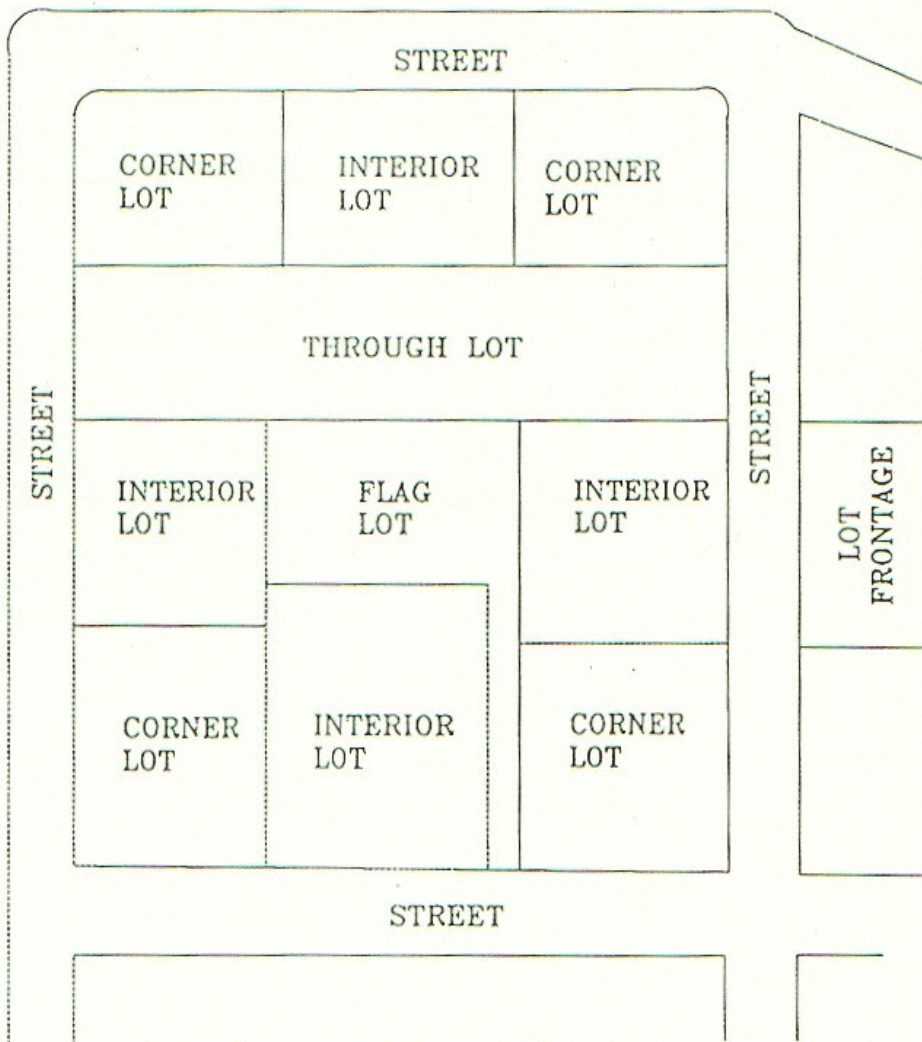 STREET
CORNER
LOT
INTERIOR
LOT
CORNER
LOT
THROUGH LOT
STREET
STREET
INTERIOR
LOT
FLAG
LOT
INTERIOR
LOT
LOT
FRONTAGE
CORNER
LOT
INTERIOR
LOT
CORNER
LOT
STREET